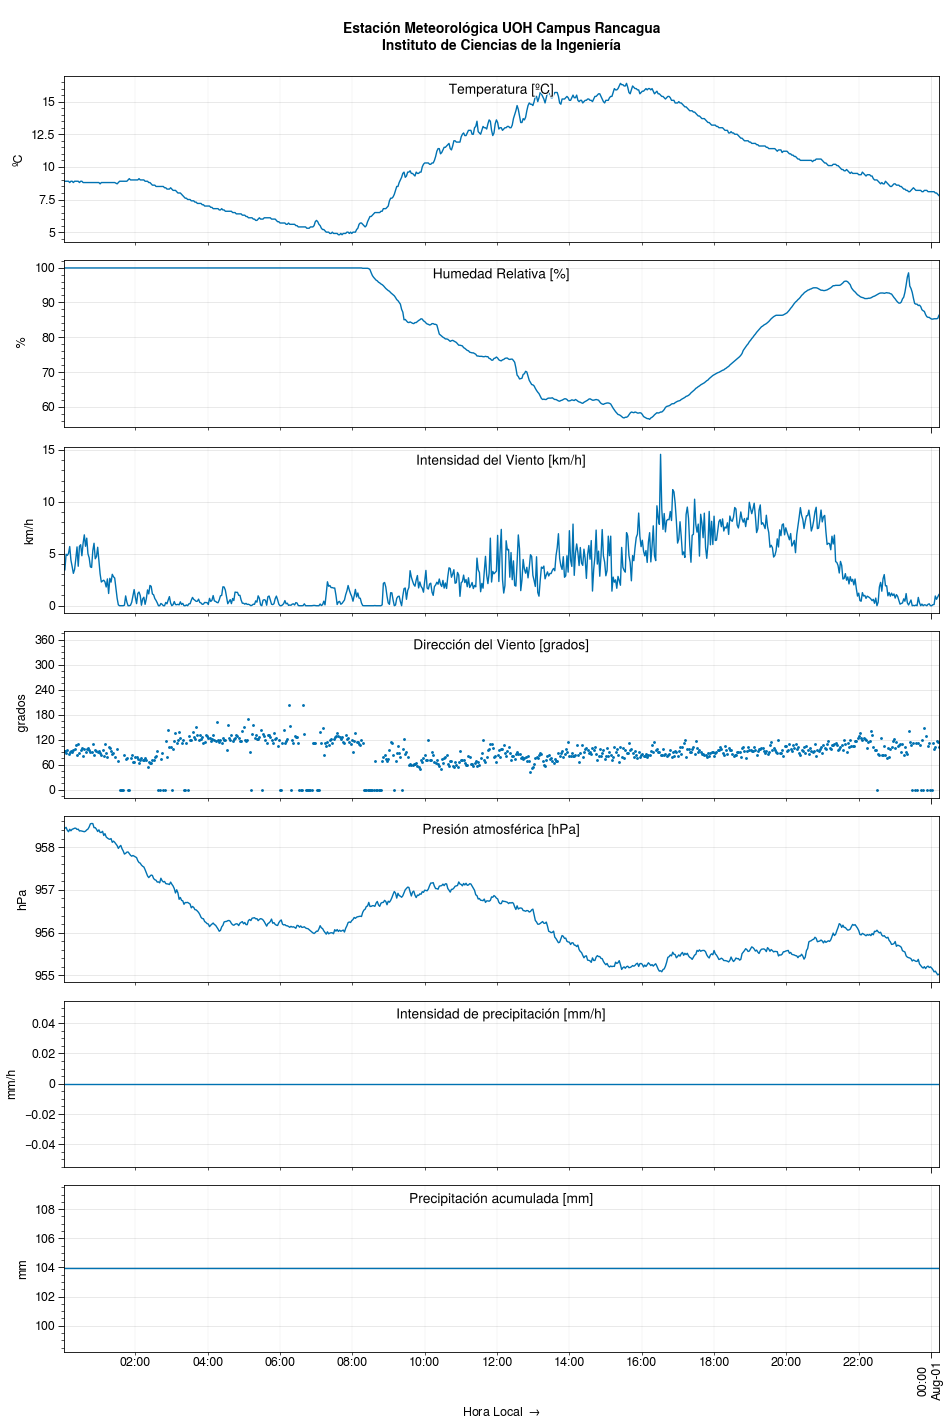 Estación Meteorológica UOH Campus Rancagua
Instituto de Ciencias de la Ingeniería
Temperatura [ºC]
15
12.5
10
7.5
5
ºC
Humedad Relativa [%]
100
90
80
70
60
%
Intensidad del Viento [km/h]
15
10
5
0
km/h
Dirección del Viento [grados]
360
300
240
180
120
60
0
grados
Presión atmosférica [hPa]
958
957
956
955
hPa
Intensidad de precipitación [mm/h]
0.04
0.02
0
−0.02
−0.04
mm/h
Precipitación acumulada [mm]
108
106
104
102
100
mm
02:00 04:00 06:00 08:00 10:00 12:00 14:00 16:00 18:00 20:00 22:00
00:00
Aug-01
Hora Local →